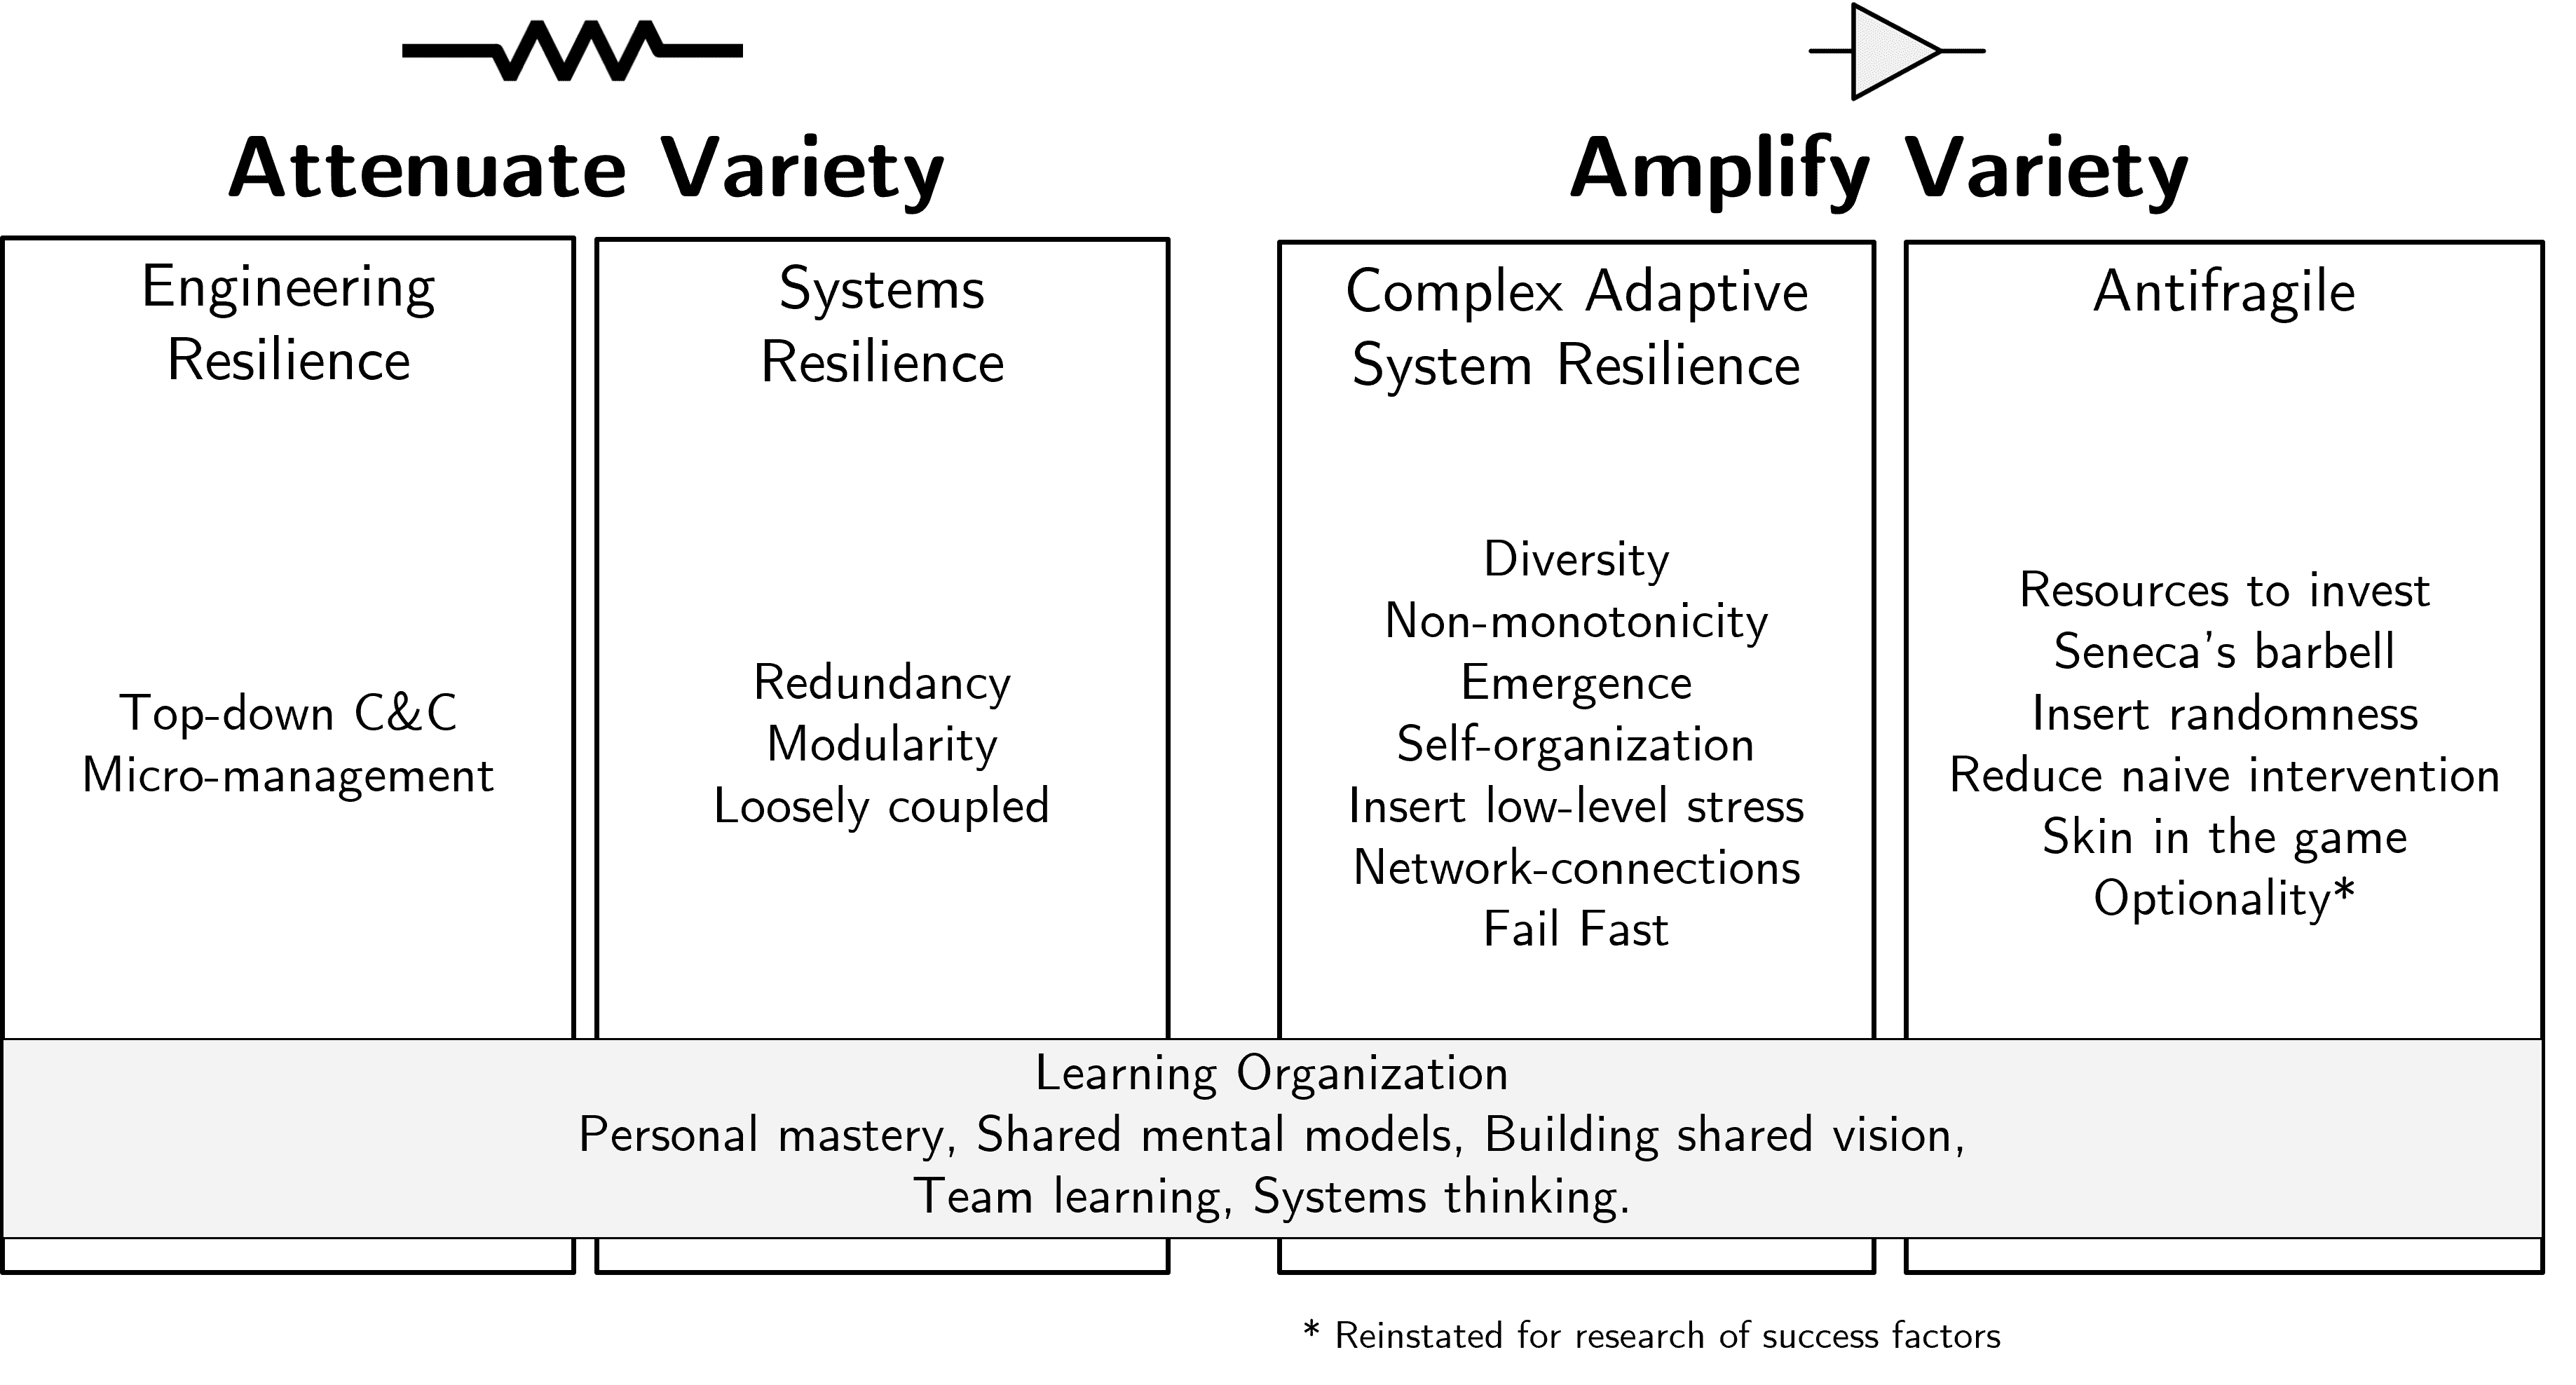 Attenuate Variety
Amplify Variety
Engineering
Resilience
Top-down C&C
Micro-management
Systems
Resilience
Redundancy
Modularity
Loosely coupled
Complex Adaptive
System Resilience
Diversity
Non-monotonicity
Emergence
Self-organization
Insert low-level stress
Network-connections
Fail Fast
Antifragile
Resources to invest
Seneca's barbell
Insert randomness
Reduce naive intervention
Skin in the game
Optionality*
Learning Organization
Personal mastery, Shared mental models, Building shared vision,
Team learning, Systems thinking.
* Reinstated for research of success factors